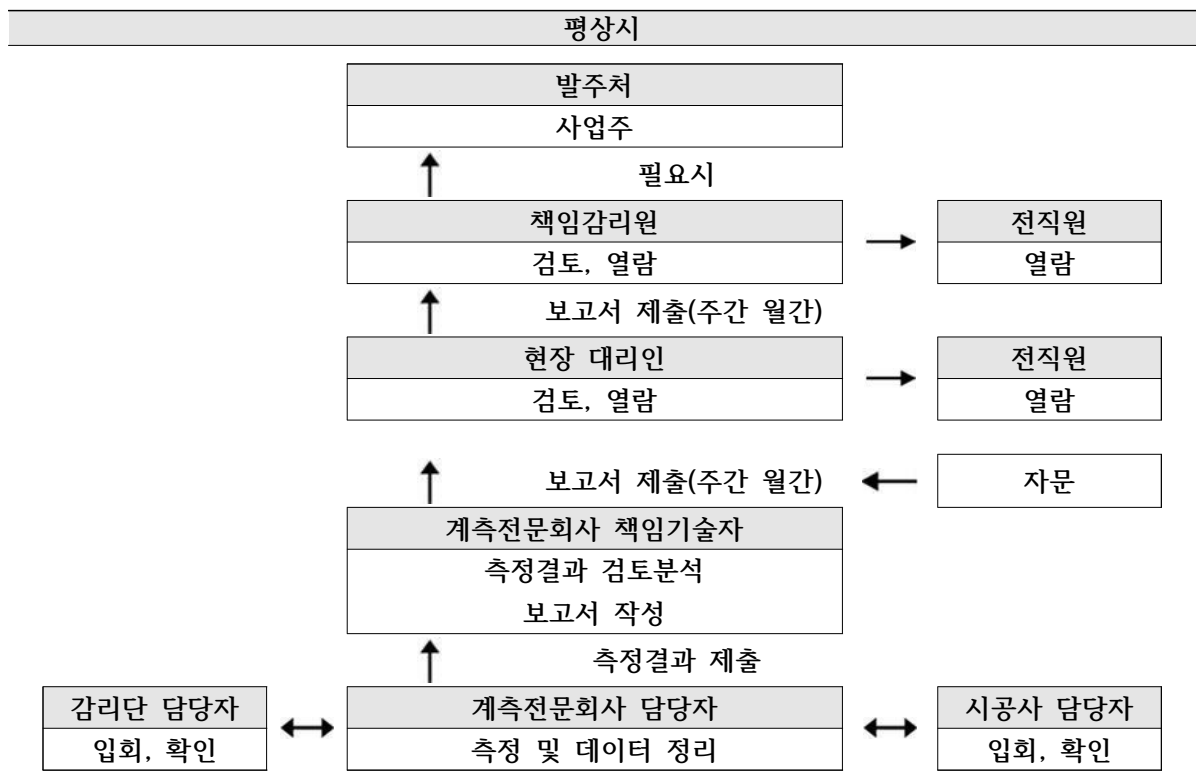 평상시
발주처
사업주
필요시
책임감리원
전직원
검토, 열람
열람
보고서 제출(주간 월간)
현장 대리인
전직원
검토, 열람
열람
보고서 제출(주간 월간)
자문
계측전문회사 책임기술자
측정결과 검토분석
보고서 작성
측정결과 제출
감리단 담당자
계측전문회사 담당자
시공사 담당자
입회, 확인
측정 및 데이터 정리
입회, 확인